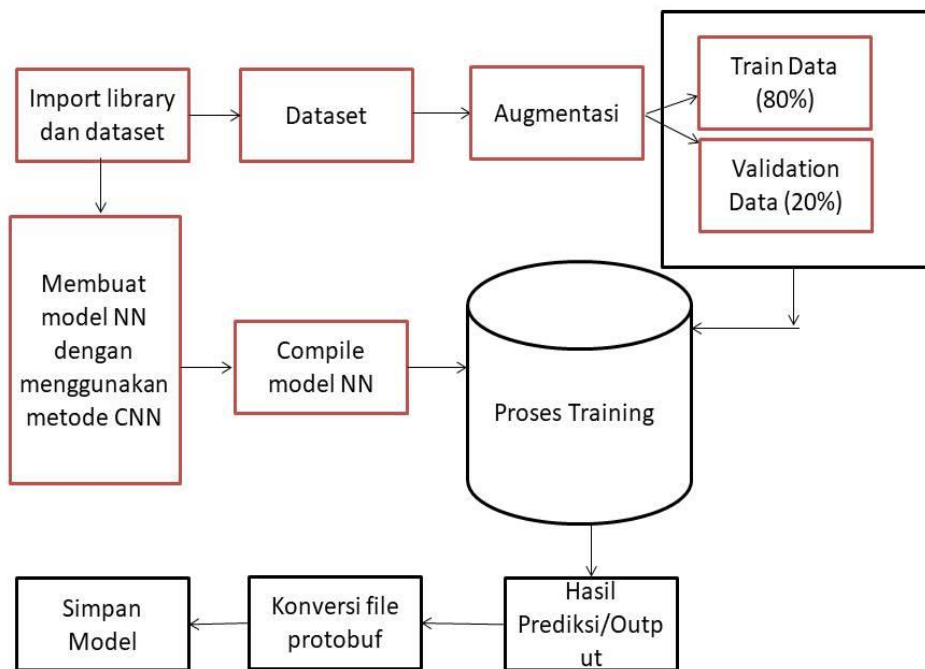 Import library
dan dataset
Dataset
Augmentasi
Train Data
(80%)
Validation
Data (20%)
Membuat
model NN
dengan
menggunakan
metode CNN
Compile
model NN
Proses Training
Hasil
Prediksi/Outp
ut
Konversi file
protobuf
Simpan
Model